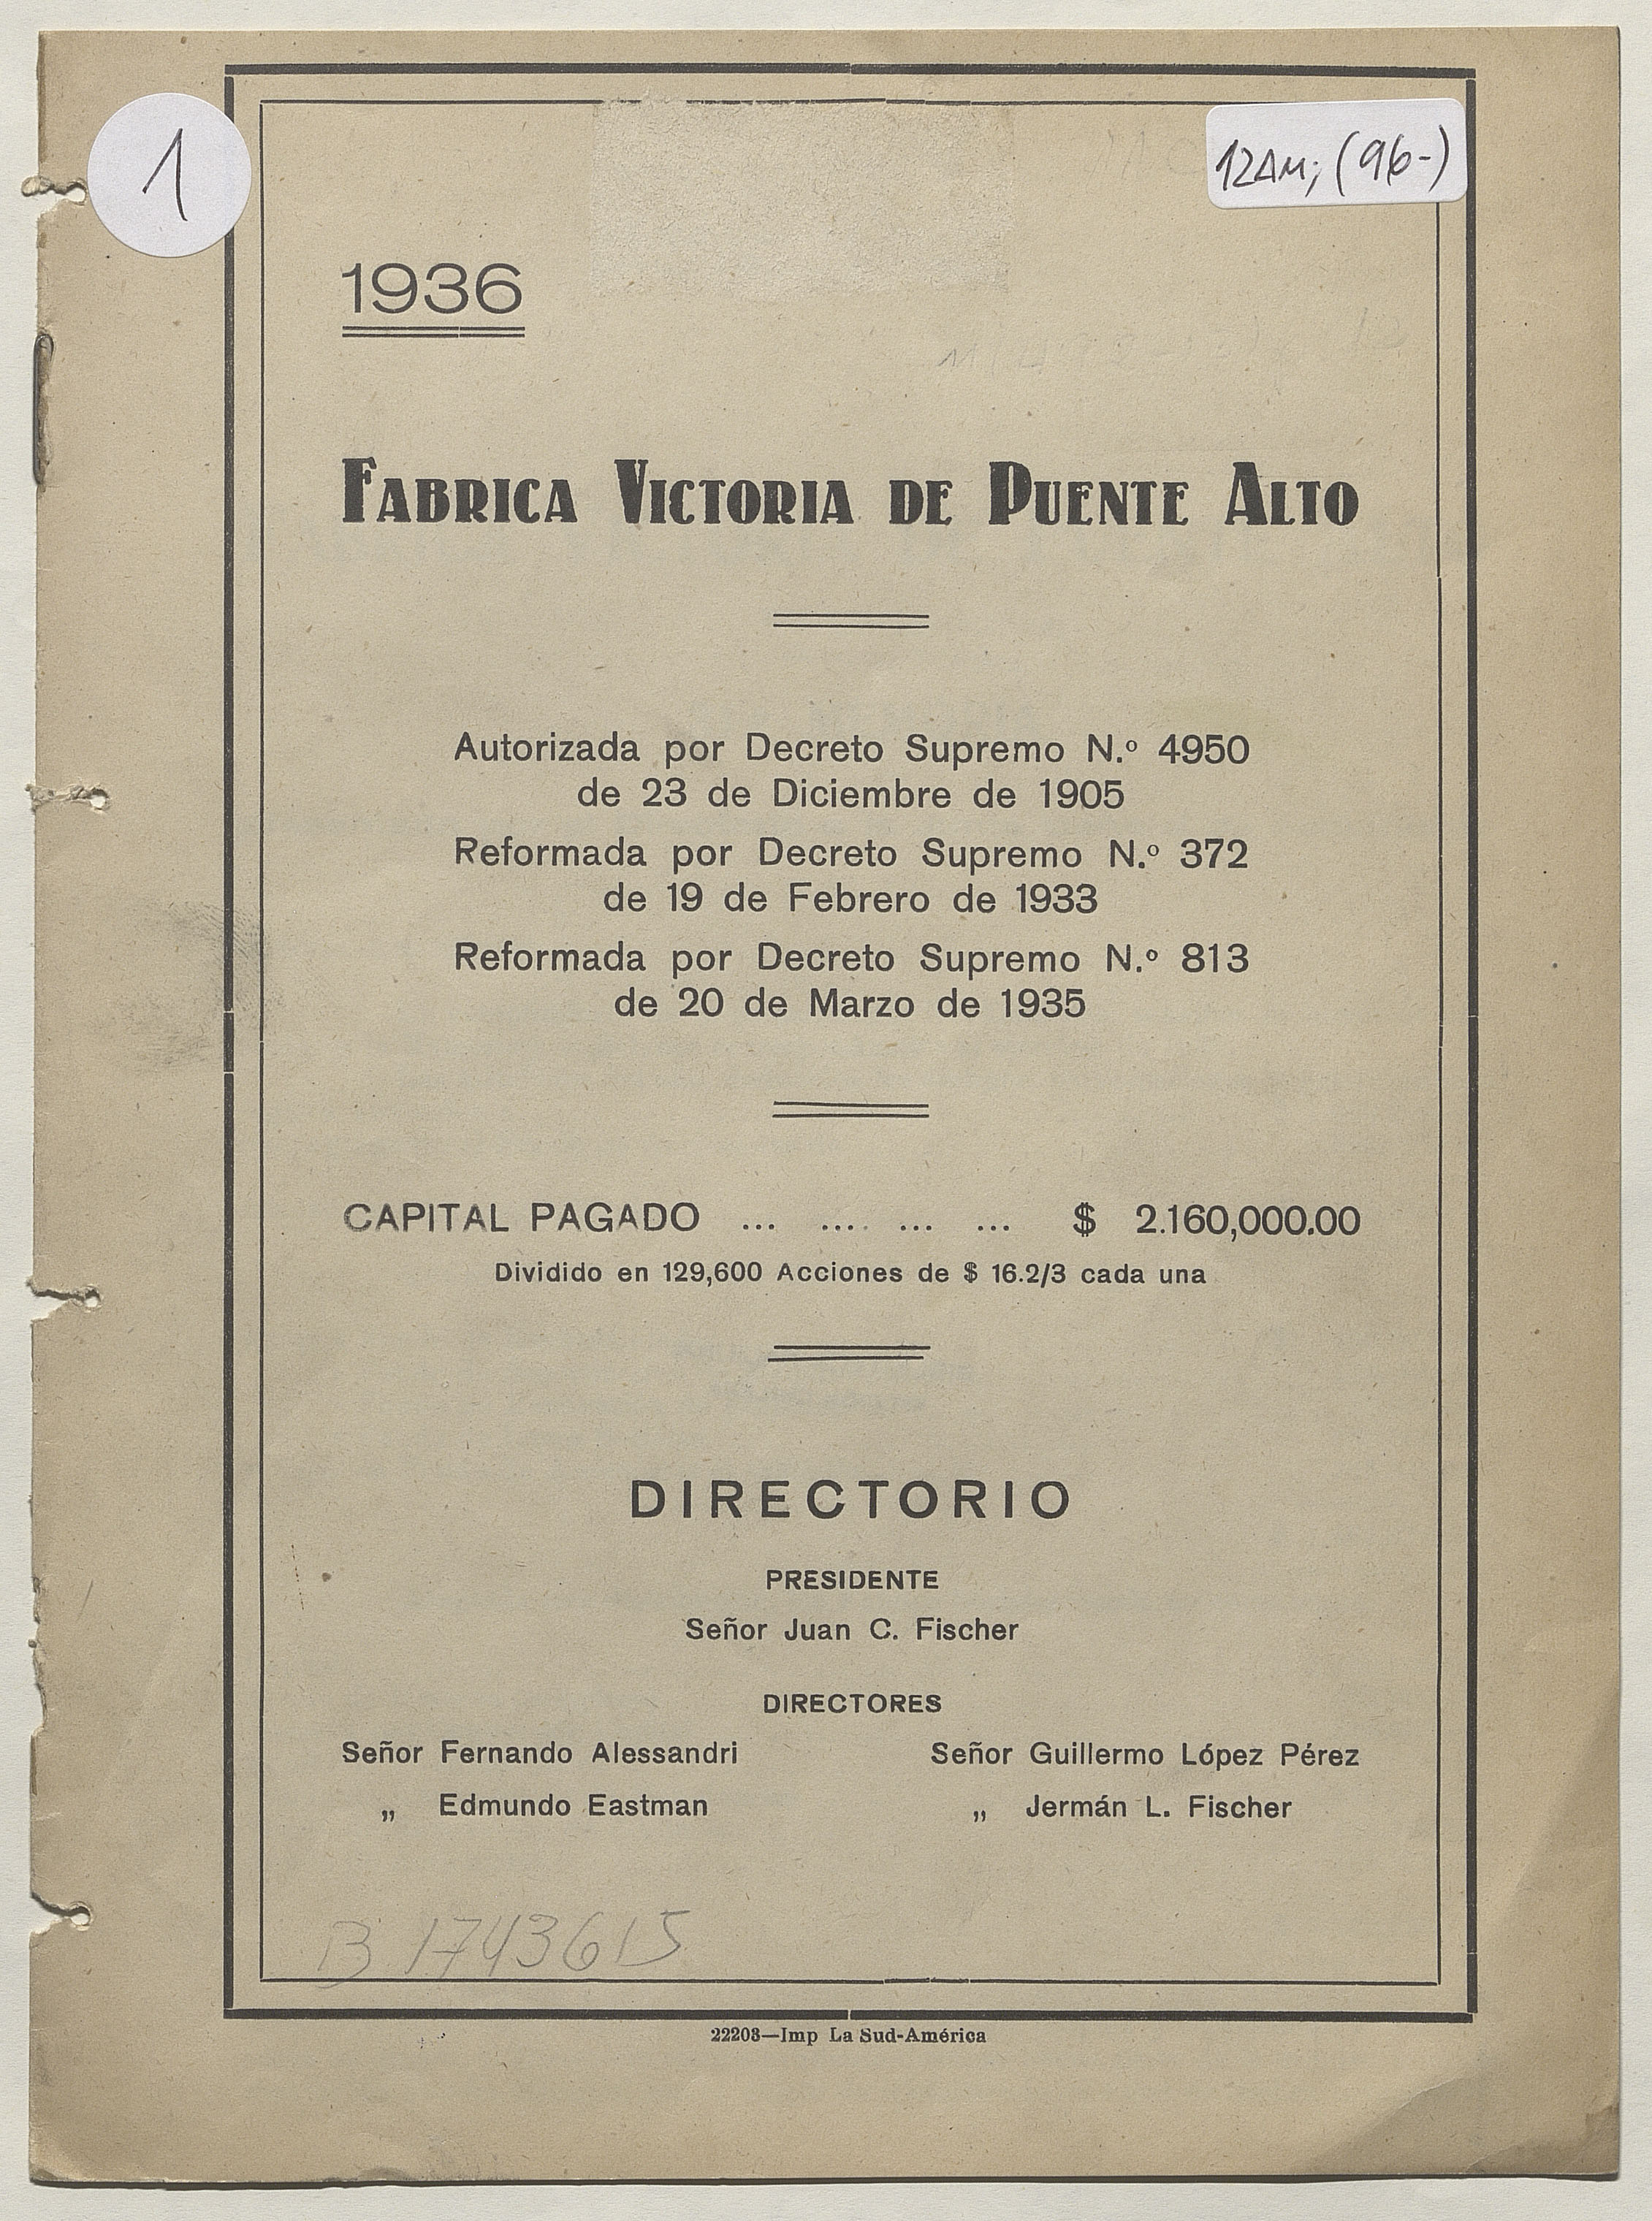 1
12AM; (96-)
1936
FABRICA VICTORIA DE PUENTE ALTO
Autorizada por Decreto Supremo N.º 4950
de 23 de Diciembre de 1905
Reformada por Decreto Supremo N.º 372
de 19 de Febrero de 1933
Reformada por Decreto Supremo N.º 813
de 20 de Marzo de 1935
CAPITAL PAGADO ... .... ... ... $ 2.160,000.00
Dividido en 129,600 Acciones de $ 16.2/3 cada una
DIRECTORIO
PRESIDENTE
Señor Juan C. Fischer
DIRECTORES
Señor Fernando Alessandri Señor Guillermo López Pérez
„ Edmundo Eastman „ Jermán L. Fischer
B 1743615
22203—Imp La Sud-América